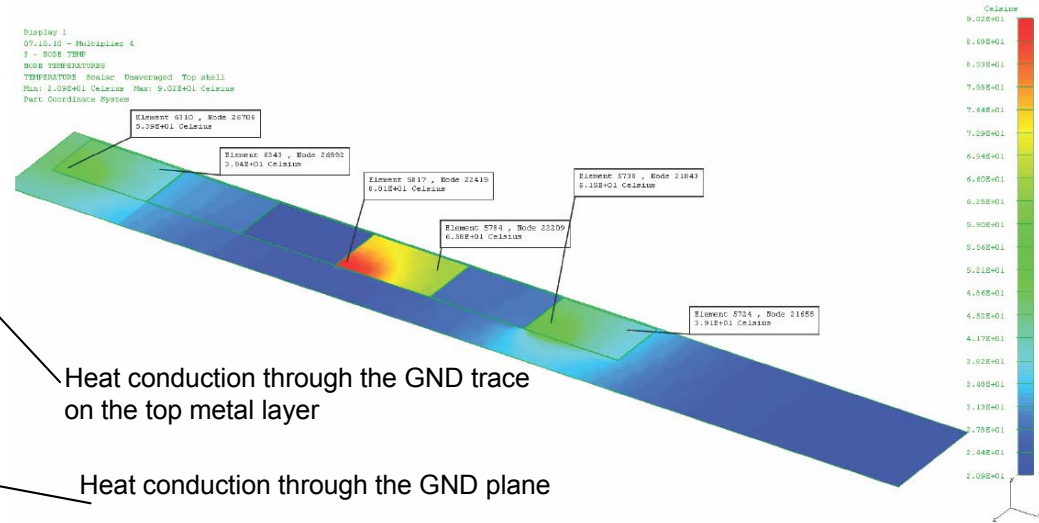 Display 1
07.10.10 - Multiplier 4
3 - NODE TEMP
NODE TEMPERATURES
TEMPERATURE Scalar Unaveraged Top shell
Min: 2.09E+01 Celsius Max: 9.02E+01 Celsius
Part Coordinate System
Element 6310 , Node 26706
5.39E+01 Celsius
Element 6343 , Node 26992
3.94E+01 Celsius
Element 5817 , Node 22419
8.81E+01 Celsius
Element 5784 , Node 22209
6.58E+01 Celsius
Element 5738 , Node 21843
5.15E+01 Celsius
Element 5724 , Node 21655
3.91E+01 Celsius
Heat conduction through the GND trace
on the top metal layer
Heat conduction through the GND plane
Celsius
9.02E+01
8.68E+01
8.33E+01
7.98E+01
7.64E+01
7.29E+01
6.94E+01
6.60E+01
6.25E+01
5.90E+01
5.56E+01
5.21E+01
4.86E+01
4.52E+01
4.17E+01
3.82E+01
3.48E+01
3.13E+01
2.78E+01
2.44E+01
2.09E+01